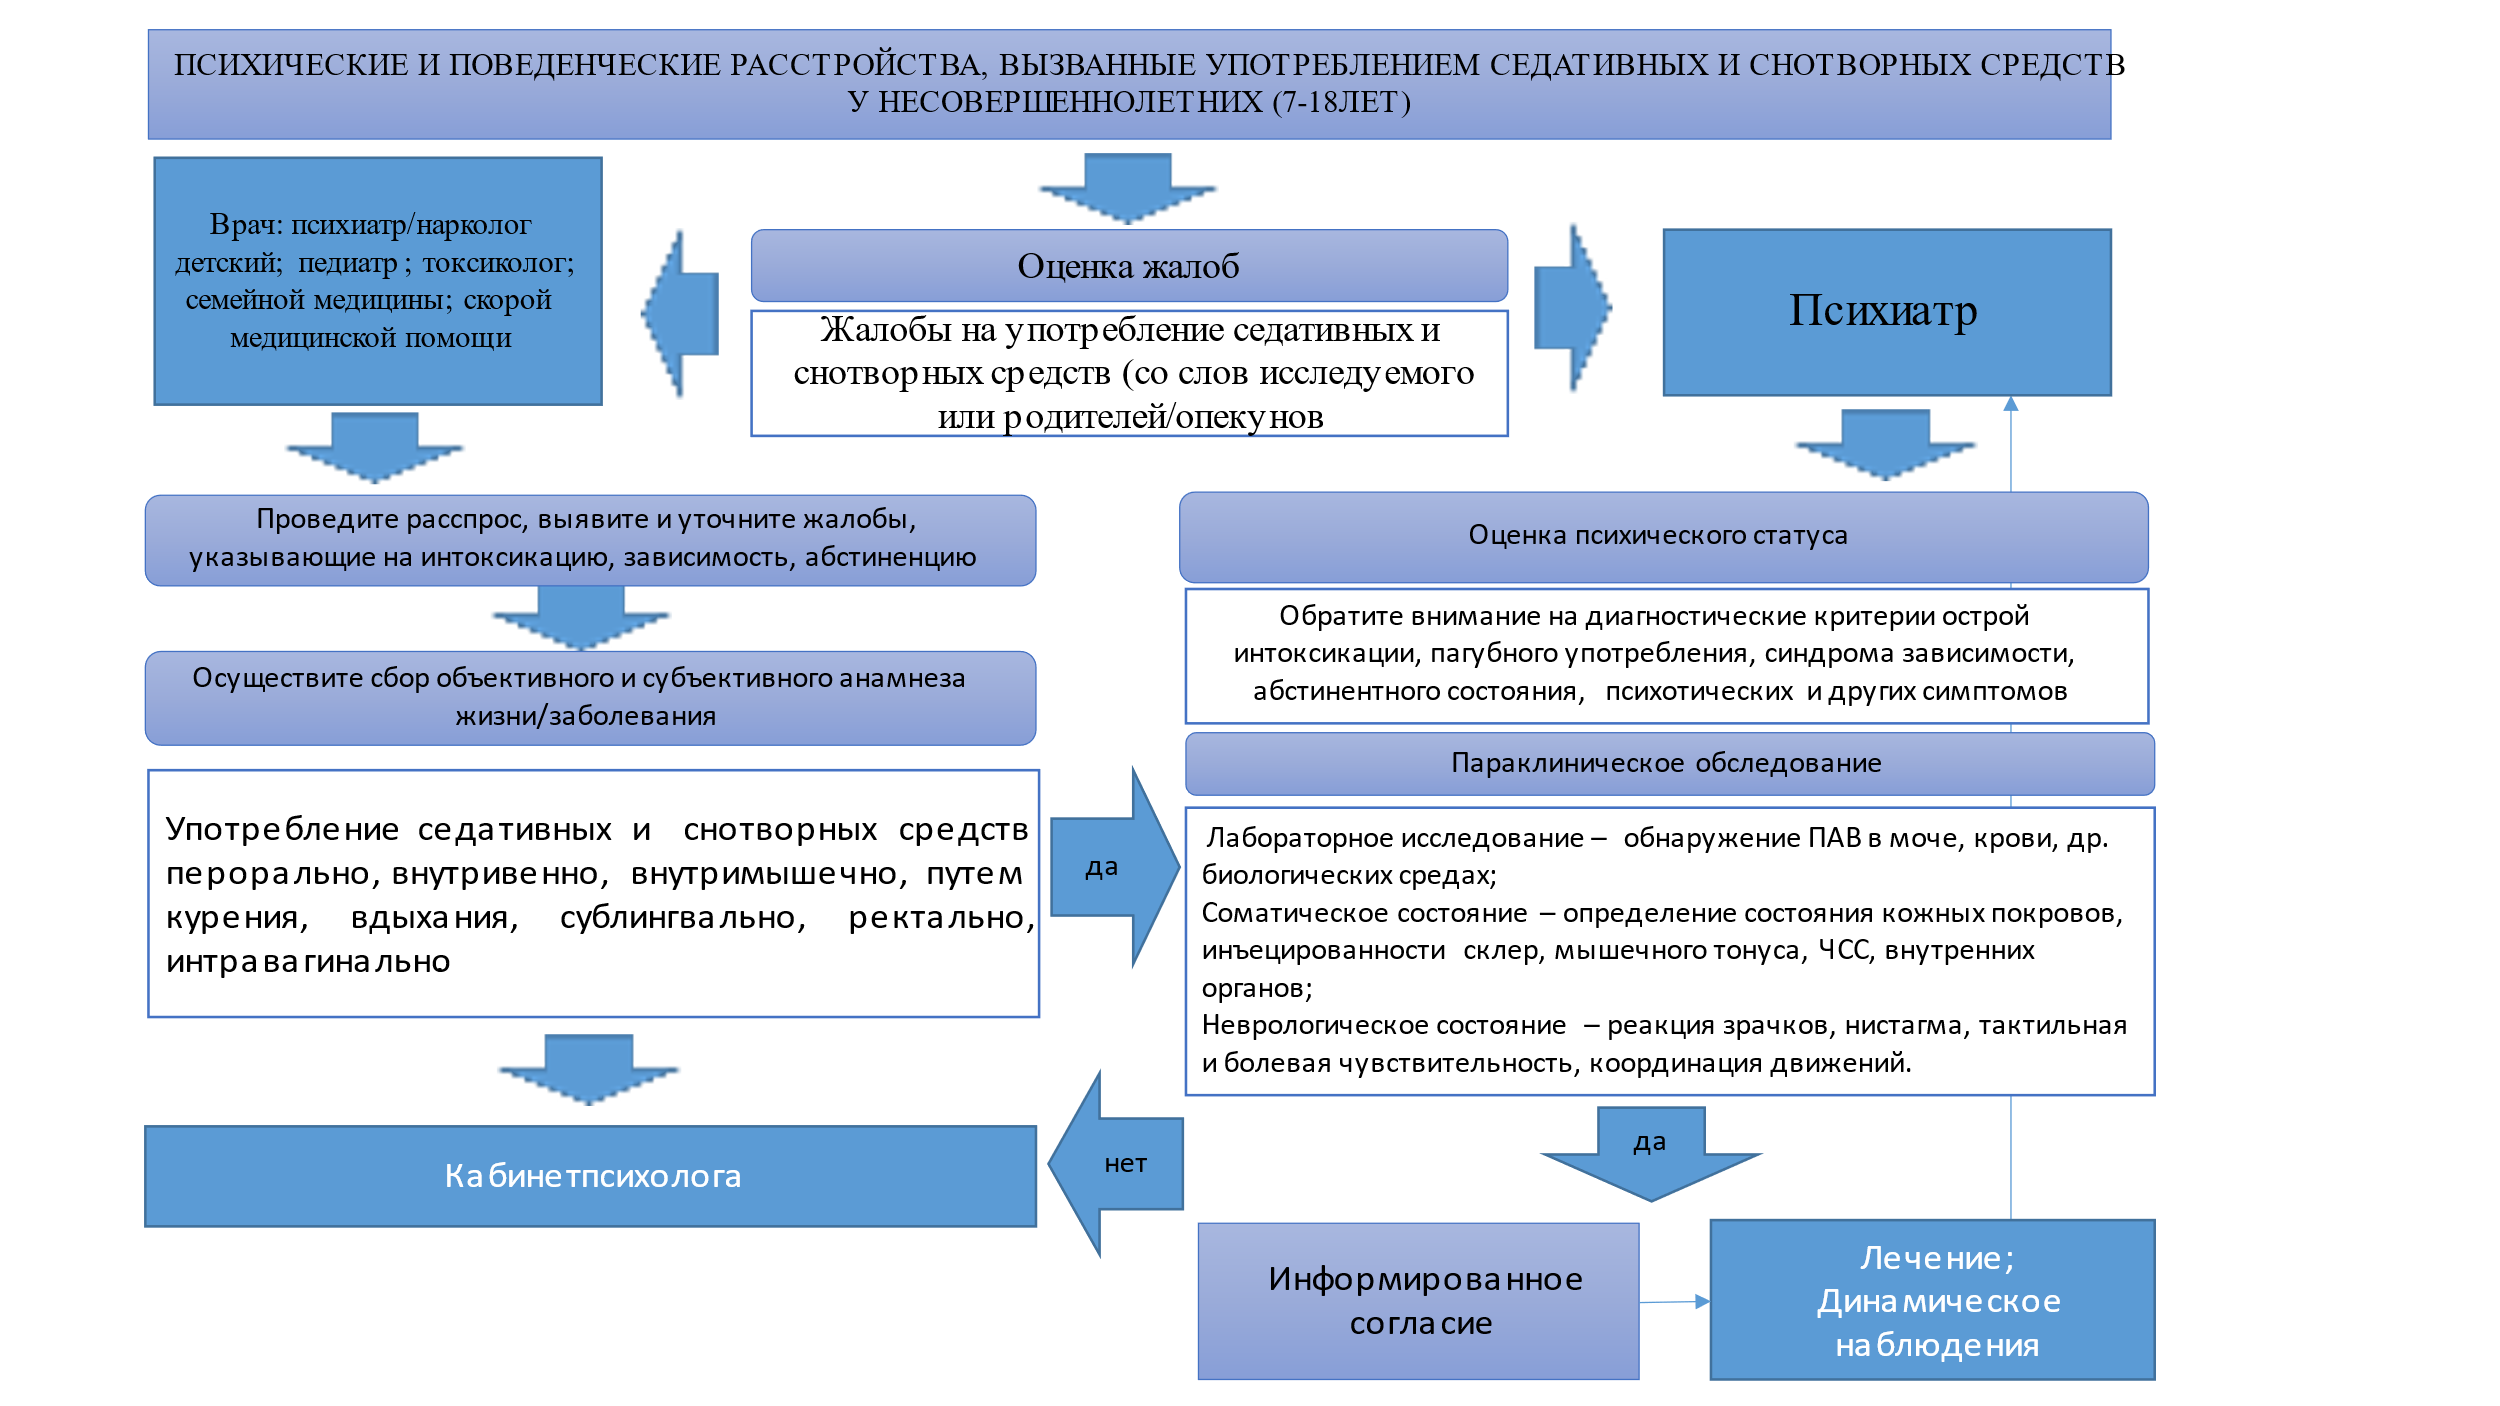 ПСИХИЧЕСКИЕ И ПОВЕДЕНЧЕСКИЕ РАССТРОЙСТВА, ВЫЗВАННЫЕ УПОТРЕБЛЕНИЕМ СЕДАТИВНЫХ И СНОТВОРНЫХ СРЕДСТВ
У НЕСОВЕРШЕННОЛЕТНИХ (7-18ЛЕТ)
Врач: психиатр/нарколог
детский; педиатр ; токсиколог;
семейной медицины; скорой
медицинской помощи
Оценка жалоб
Жалобы на употребление седативных и
снотворных средств (со слов исследуемого
или родителей/опекунов
Психиатр
Проведите расспрос, выявите и уточните жалобы,
указывающие на интоксикацию, зависимость, абстиненцию
Осуществите сбор объективного и субъективного анамнеза
жизни/заболевания
Употребление седативных и снотворных средств
перорально, внутривенно, внутримышечно, путем
курения, вдыхания, сублингвально, ректально,
интравагинально
да
Оценка психического статуса
Обратите внимание на диагностические критерии острой
интоксикации, пагубного употребления, синдрома зависимости,
абстинентного состояния, психотических и других симптомов
Параклиническое обследование
Лабораторное исследование – обнаружение ПАВ в моче, крови, др.
биологических средах;
Соматическое состояние – определение состояния кожных покровов,
инъецированности склер, мышечного тонуса, ЧСС, внутренних
органов;
Неврологическое состояние – реакция зрачков, нистагма, тактильная
и болевая чувствительность, координация движений.
Кабинетпсихолога
нет
да
Информированное
согласие
Лечение;
Динамическое
наблюдения